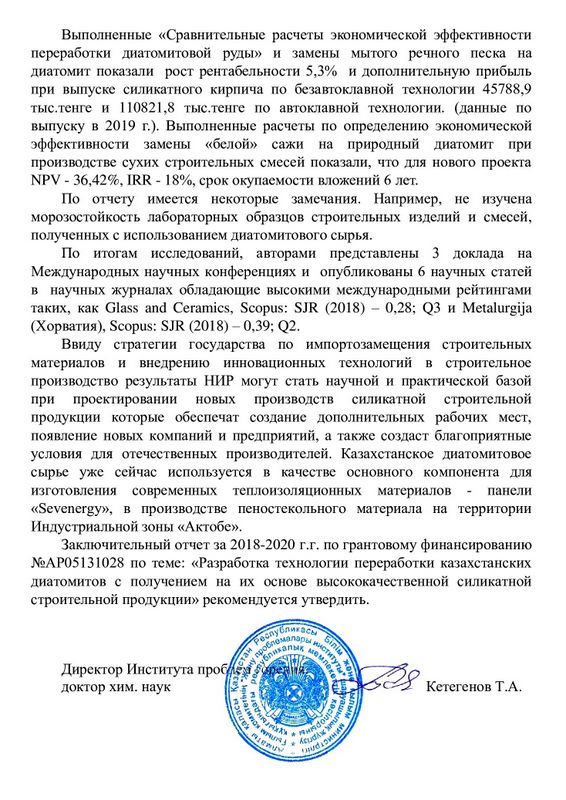 Выполненные «Сравнительные расчеты экономической эффективности
переработки диатомитовой руды» и замены мытого речного песка на
диатомит показали рост рентабельности 5,3% и дополнительную прибыль
при выпуске силикатного кирпича по безавтоклавной технологии 45788,9
тыс.тенге и 110821,8 тыс.тенге по автоклавной технологии. (данные по
выпуску в 2019 г.). Выполненные расчеты по определению экономической
эффективности замены «белой» сажи на природный диатомит при
производстве сухих строительных смесей показали, что для нового проекта
NPV - 36,42%, IRR - 18%, срок окупаемости вложений 6 лет.
По отчету имеется некоторые замечания. Например, не изучена
морозостойкость лабораторных образцов строительных изделий и смесей,
полученных с использованием диатомитового сырья.
По итогам исследований, авторами представлены 3 доклада на
Международных научных конференциях и опубликованы 6 научных статей
в научных журналах обладающие высокими международными рейтингами
таких, как Glass and Ceramics, Scopus: SJR (2018) – 0,28; Q3 и Metalurgija
(Хорватия), Scopus: SJR (2018) – 0,39; Q2.
Ввиду стратегии государства по импортозамещения строительных
материалов и внедрению инновационных технологий в строительное
производство результаты НИР могут стать научной и практической базой
при проектировании новых производств силикатной строительной
продукции которые обеспечат создание дополнительных рабочих мест,
появление новых компаний и предприятий, а также создаст благоприятные
условия для отечественных производителей. Казахстанское диатомитовое
сырье уже сейчас используется в качестве основного компонента для
изготовления современных теплоизоляционных материалов - панели
«Sevenergy», в производстве пеностекольного материала на территории
Индустриальной зоны «Актобе».
Заключительный отчет за 2018-2020 г.г. по грантовому финансированию
№АР05131028 по теме: «Разработка технологии переработки казахстанских
диатомитов с получением на их основе высококачественной силикатной
строительной продукции» рекомендуется утвердить.
Директор Института проблем горения,
доктор хим. наук Кетегенов Т.А.